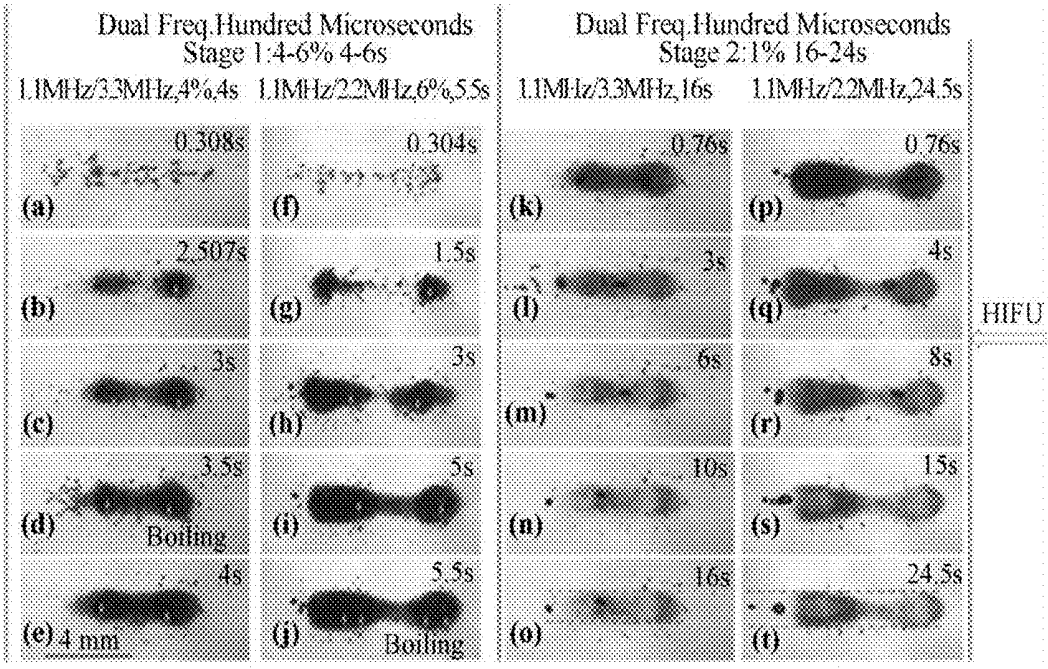 Dual Freq.Hundred Microseconds
Stage 1:4-6% 4-6s
1.1MHz/3.3MHz,4%,4s
1.1MHz/2.2MHz,6%,5.5s
0.308s
(a)
2.507s
(b)
3s
(c)
3.5s
(d)
Boiling
4s
(e)
4 mm
0.304s
(f)
1.5s
(g)
3s
(h)
5s
(i)
5.5s
(j)
Boiling
Dual Freq.Hundred Microseconds
Stage 2:1% 16-24s
1.1MHz/3.3MHz,16s
1.1MHz/2.2MHz,24.5s
0.76s
(k)
3s
(l)
6s
(m)
10s
(n)
16s
(o)
0.76s
(p)
4s
(q)
8s
(r)
15s
(s)
24.5s
(t)
HIFU